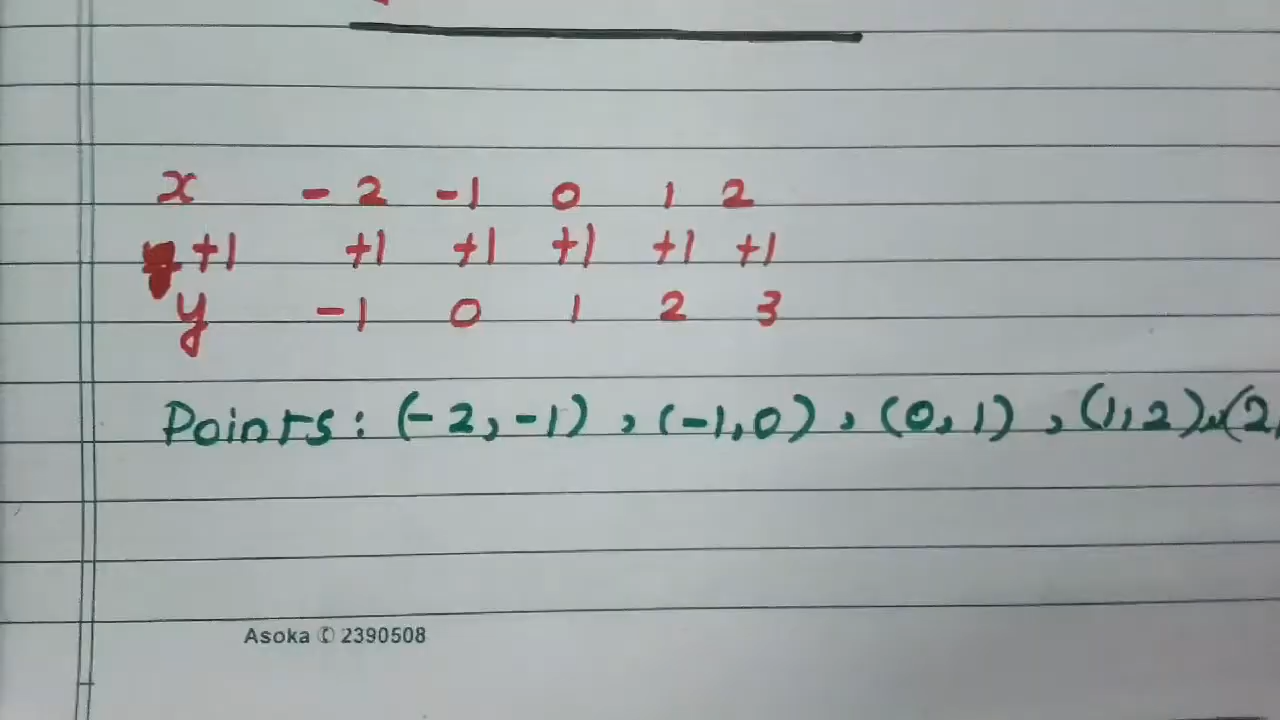 x -2 -1 0 1 2
+1 +1 +1 +1 +1 +1
y -1 0 1 2 3
Points: (-2,-1), (-1,0), (0,1), (1,2), (2,
Asoka ✆ 2390508